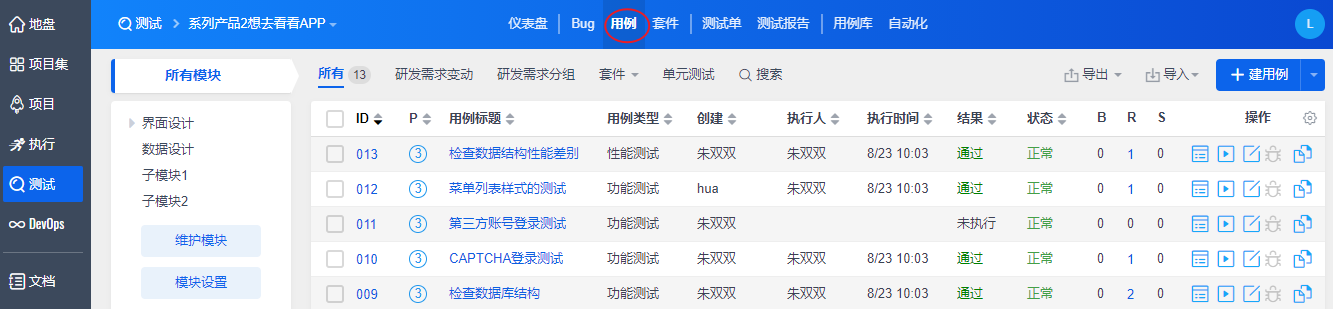 地盘
项目集
项目
执行
测试
DevOps
文档
测试 系列产品2想去看看APP
仪表盘 Bug 用例 套件 测试单 测试报告 用例库 自动化
L
所有模块
界面设计
数据设计
子模块1
子模块2
维护模块
模块设置
所有 13 研发需求变动 研发需求分组 套件 单元测试 搜索
导出 导入 建用例
ID P 用例标题 用例类型 创建 执行人 执行时间 结果 状态 B R S 操作
013 3 检查数据结构性能差别 性能测试 朱双双 朱双双 8/23 10:03 通过 正常 0 1 0
012 3 菜单列表样式的测试 功能测试 hua 朱双双 8/23 10:03 通过 正常 0 1 0
011 3 第三方账号登录测试 功能测试 朱双双 未执行 正常 0 0 0
010 3 CAPTCHA登录测试 功能测试 朱双双 朱双双 8/23 10:03 通过 正常 0 1 0
009 3 检查数据库结构 功能测试 朱双双 朱双双 8/23 10:03 通过 正常 0 2 0